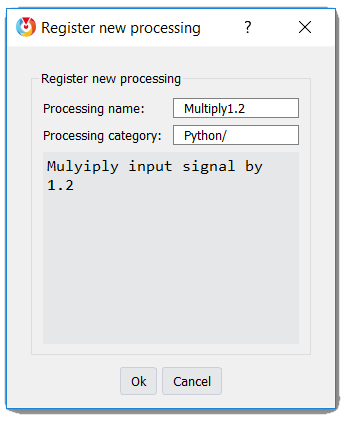 Register new processing ?
Register new processing
Processing name: Multiply1.2
Processing category: Python/
Mulyiply input signal by
1.2
Ok Cancel